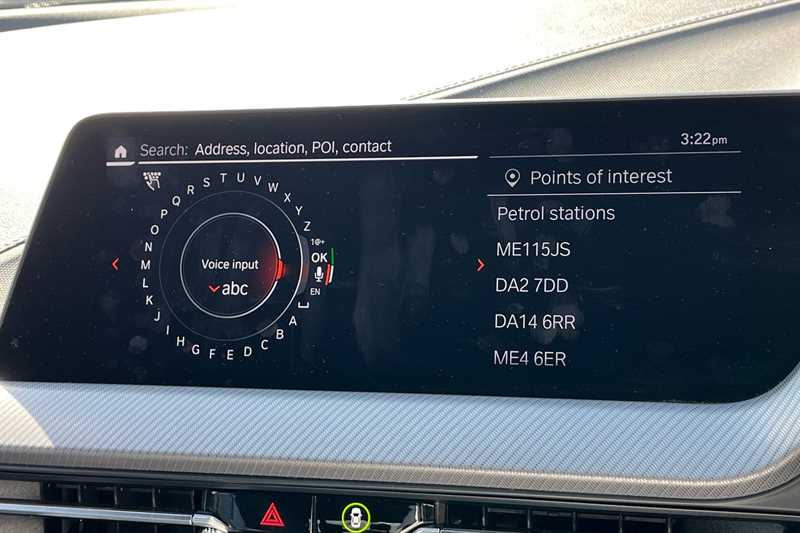 Search: Address, location, POI, contact
3:22pm
Points of interest
Petrol stations
ME115JS
DA2 7DD
DA14 6RR
ME4 6ER
Voice input
abc
A B C D E F G H I J K L M N O P Q R S T U V W X Y Z
1@+
OK
EN